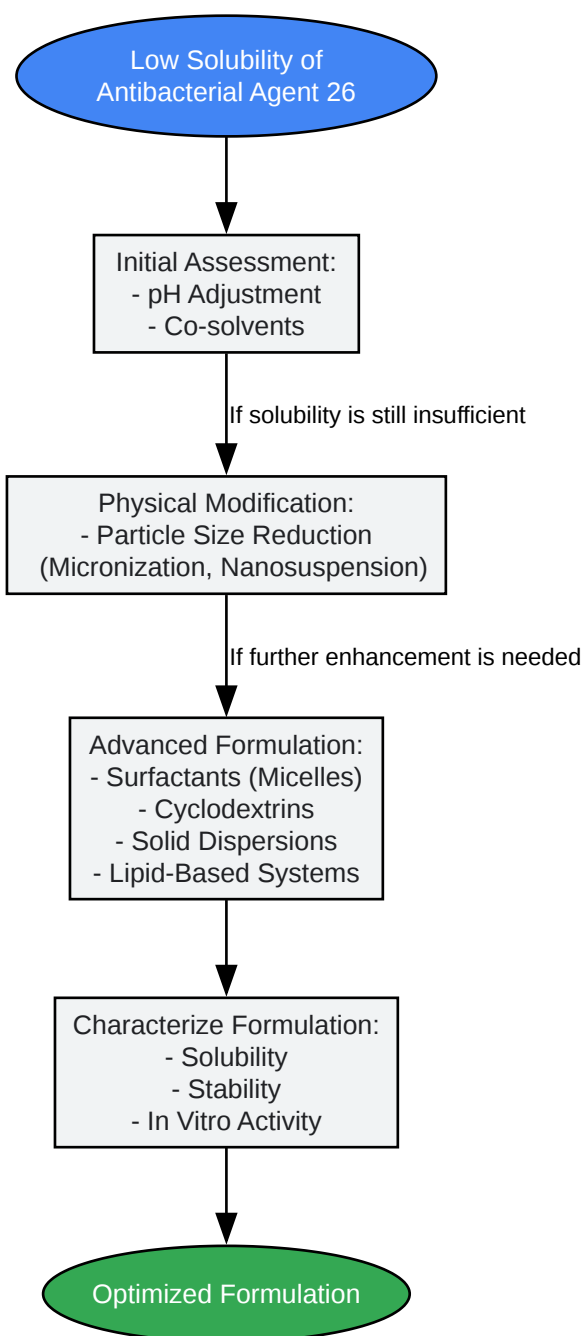 Low Solubility of
Antibacterial Agent 26
Initial Assessment:
- pH Adjustment
- Co-solvents
If solubility is still insufficient
Physical Modification:
- Particle Size Reduction
(Micronization, Nanosuspension)
If further enhancement is needed
Advanced Formulation:
- Surfactants (Micelles)
- Cyclodextrins
- Solid Dispersions
- Lipid-Based Systems
Characterize Formulation:
- Solubility
- Stability
- In Vitro Activity
Optimized Formulation